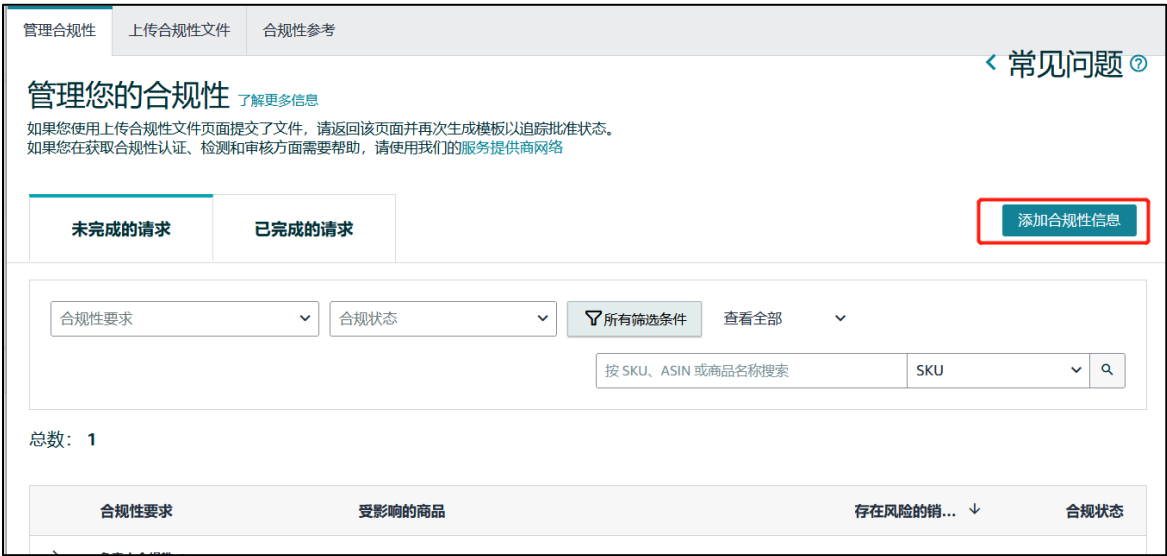 管理合规性 上传合规性文件 合规性参考
常见问题
管理您的合规性 了解更多信息
如果您使用上传合规性文件页面提交了文件，请返回该页面并再次生成模板以追踪批准状态。
如果您在获取合规性认证、检测和审核方面需要帮助，请使用我们的服务提供商网络
未完成的请求 已完成的请求 添加合规性信息
合规性要求 合规状态 所有筛选条件 查看全部
按 SKU、ASIN 或商品名称搜索 SKU
总数： 1
合规性要求 受影响的商品 存在风险的销... 合规状态